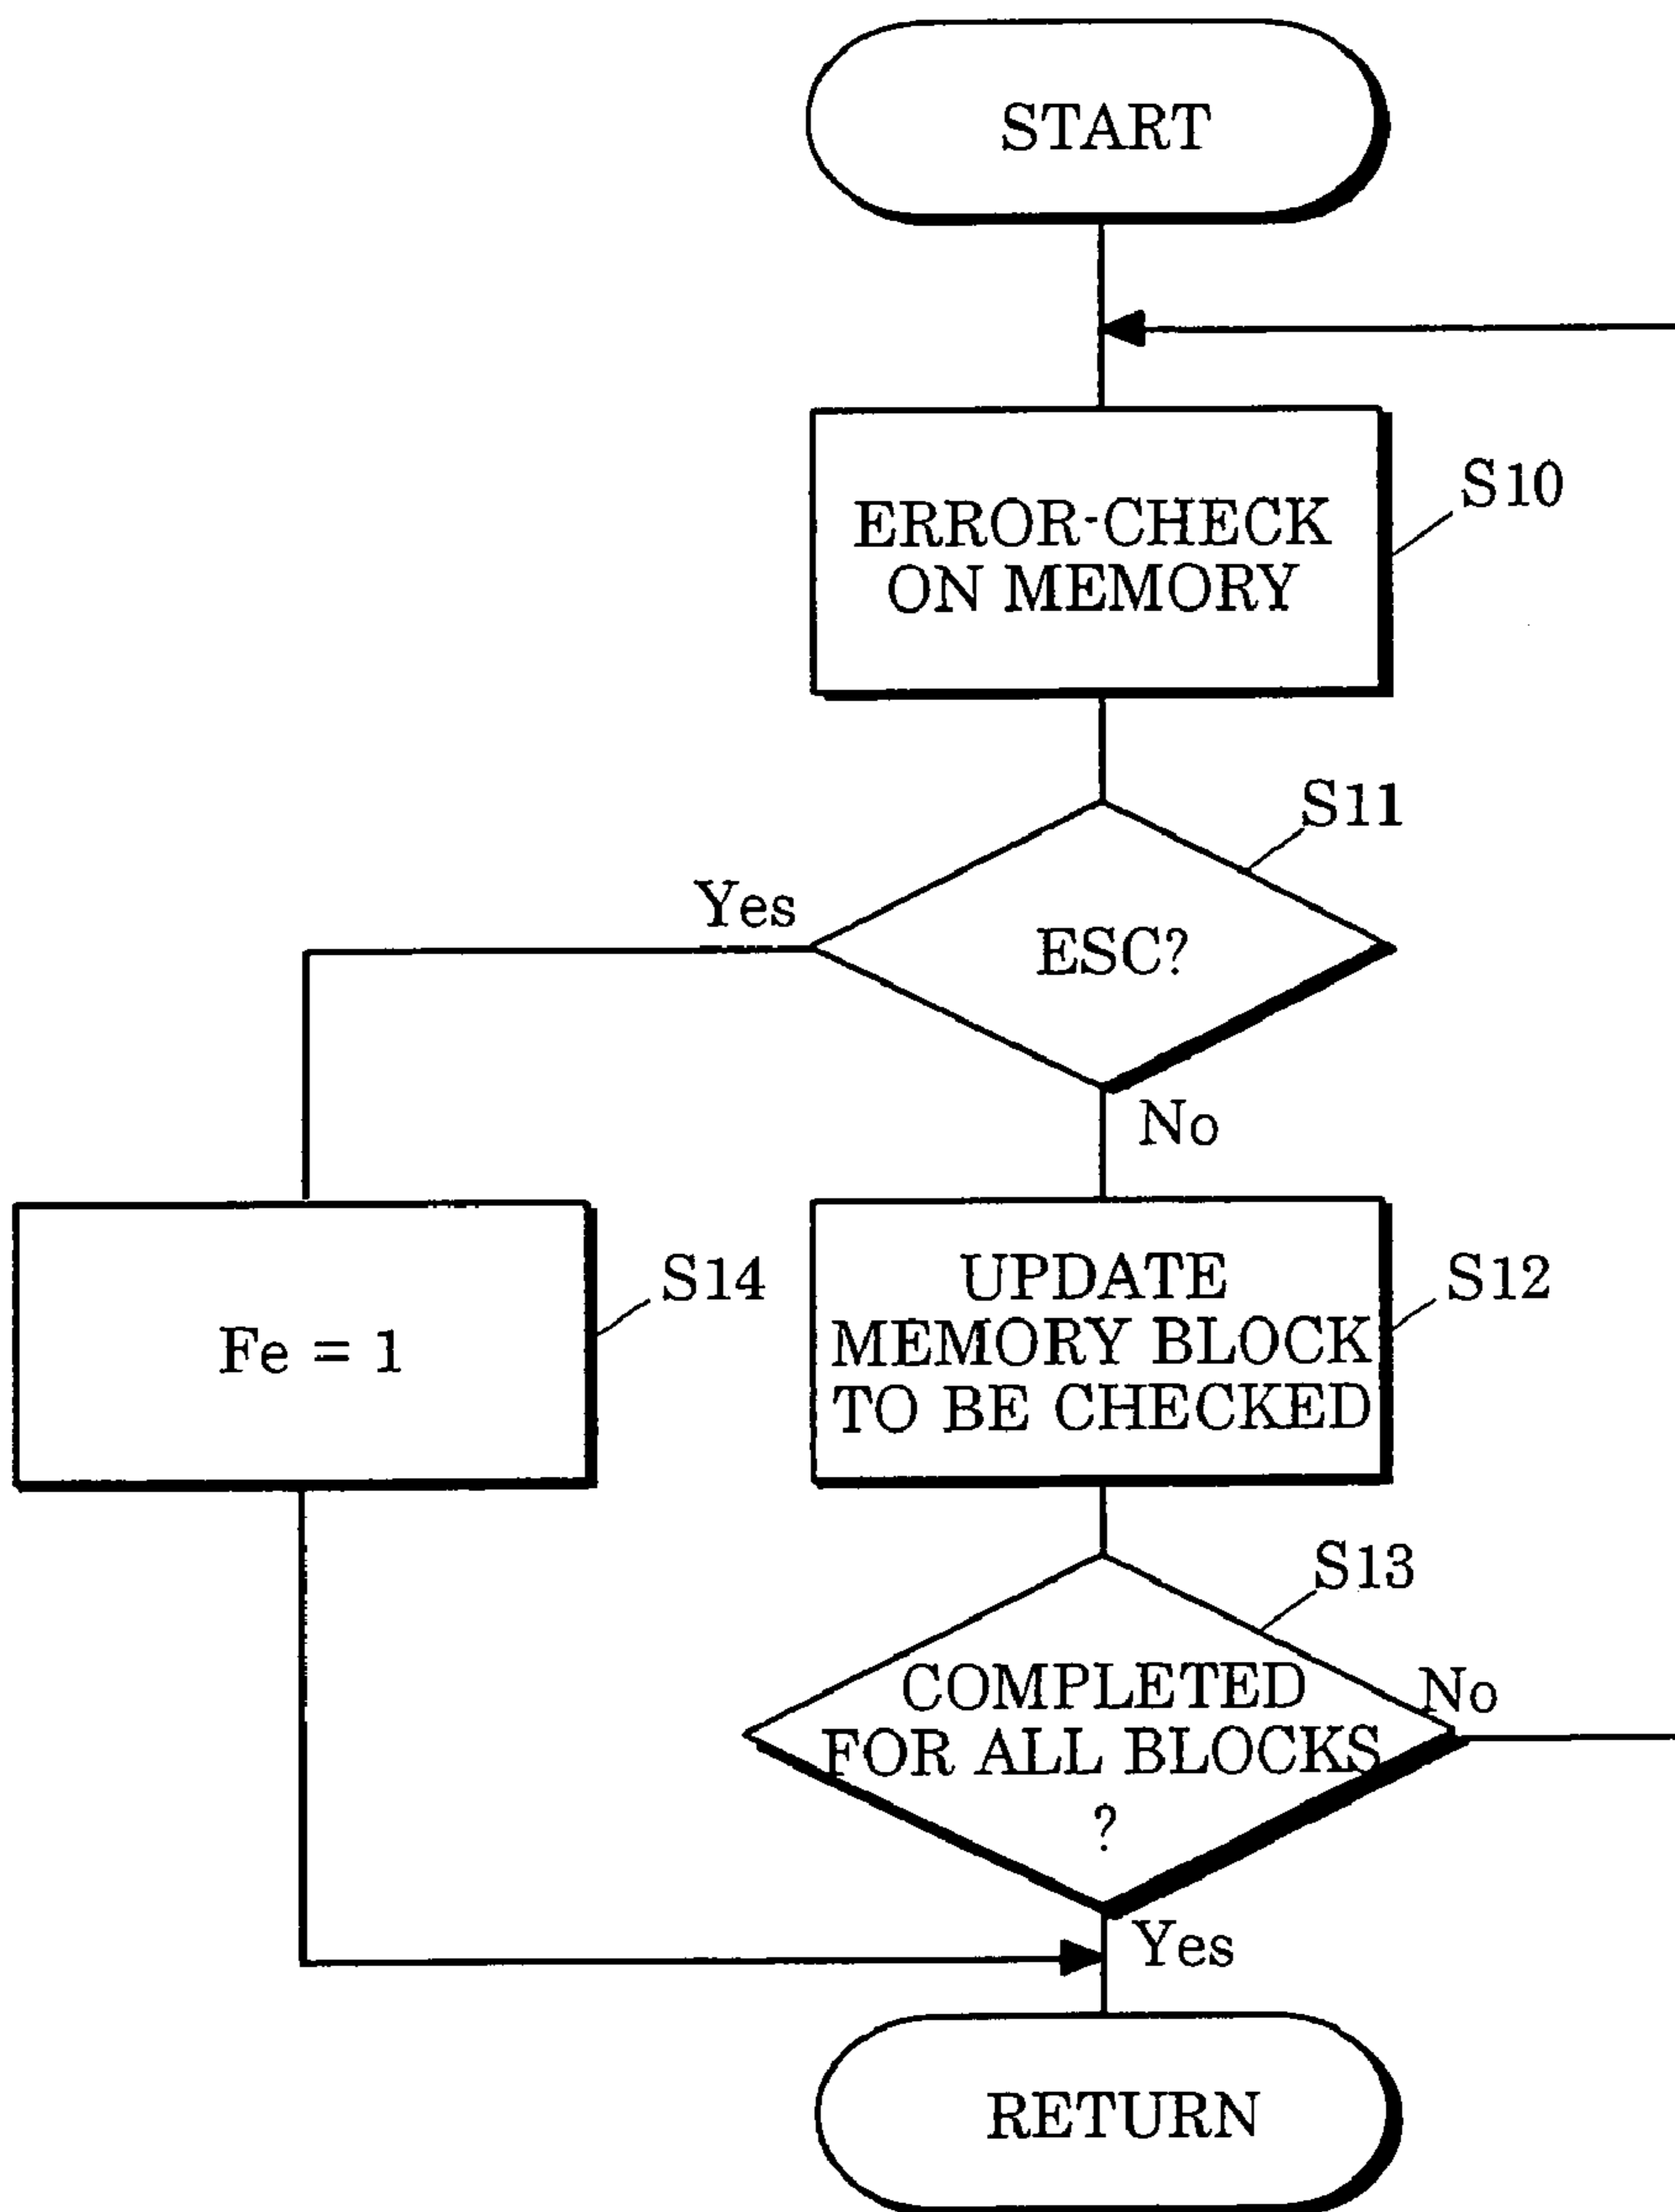 START
ERROR-CHECK
ON MEMORY
S10
S11
Yes
ESC?
No
S14
Fe = 1
UPDATE
MEMORY BLOCK
TO BE CHECKED
S12
S13
COMPLETED
FOR ALL BLOCKS
?
No
Yes
RETURN